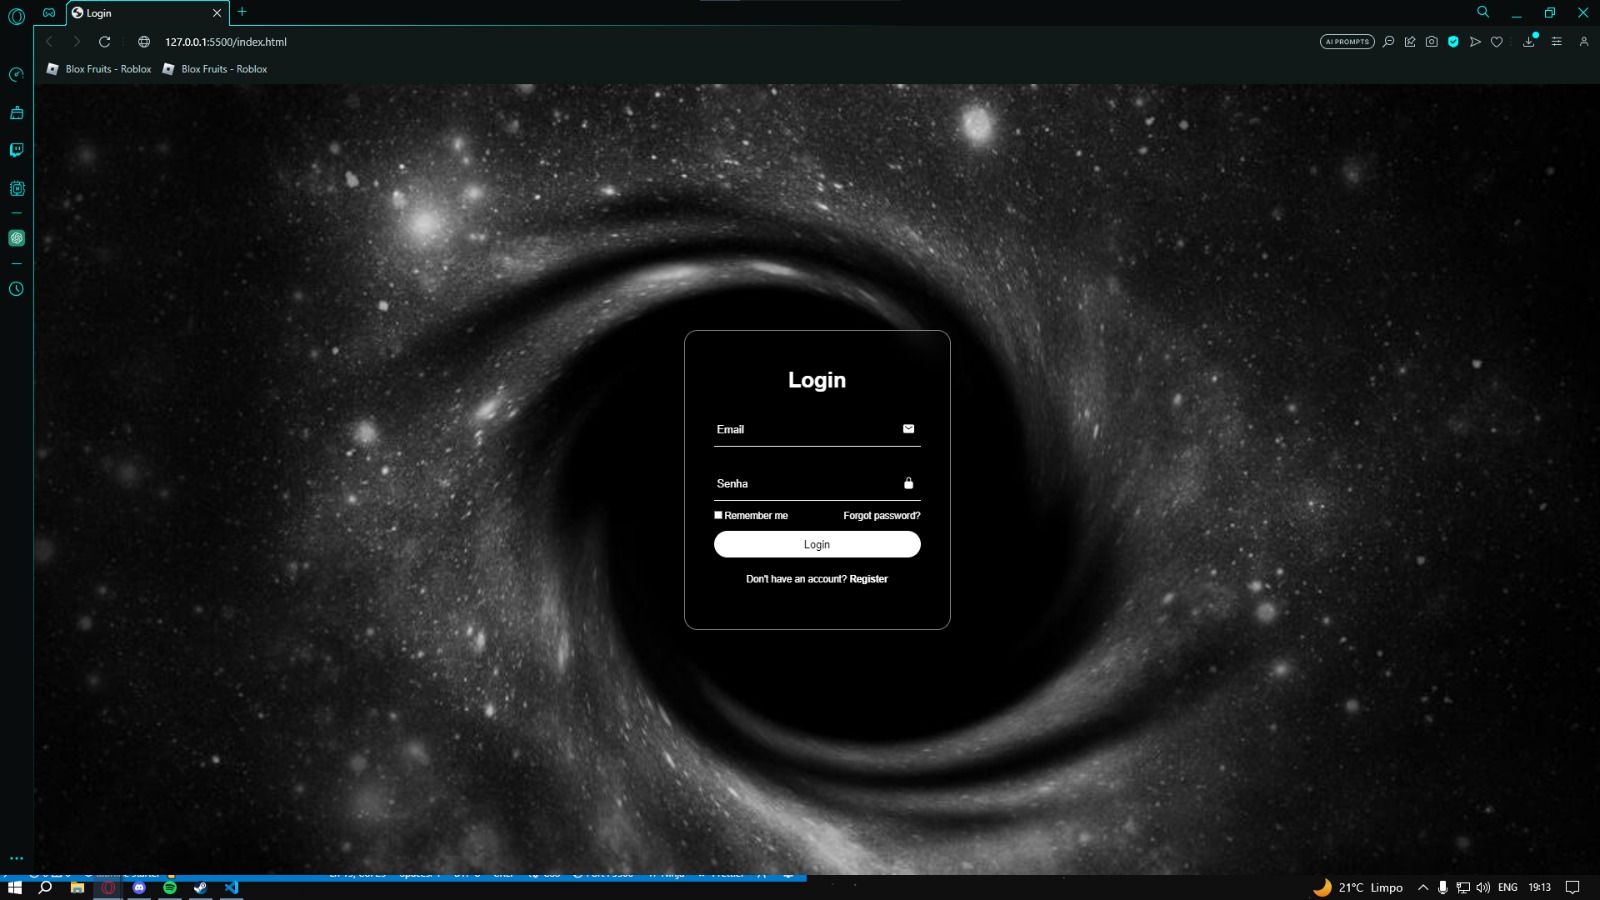 Login
127.0.0.1:5500/index.html
AI PROMPTS
Blox Fruits - Roblox
Blox Fruits - Roblox
Login
Email
Senha
Remember me
Forgot password?
Login
Don't have an account? Register
21°C Limpo
ENG
19:13